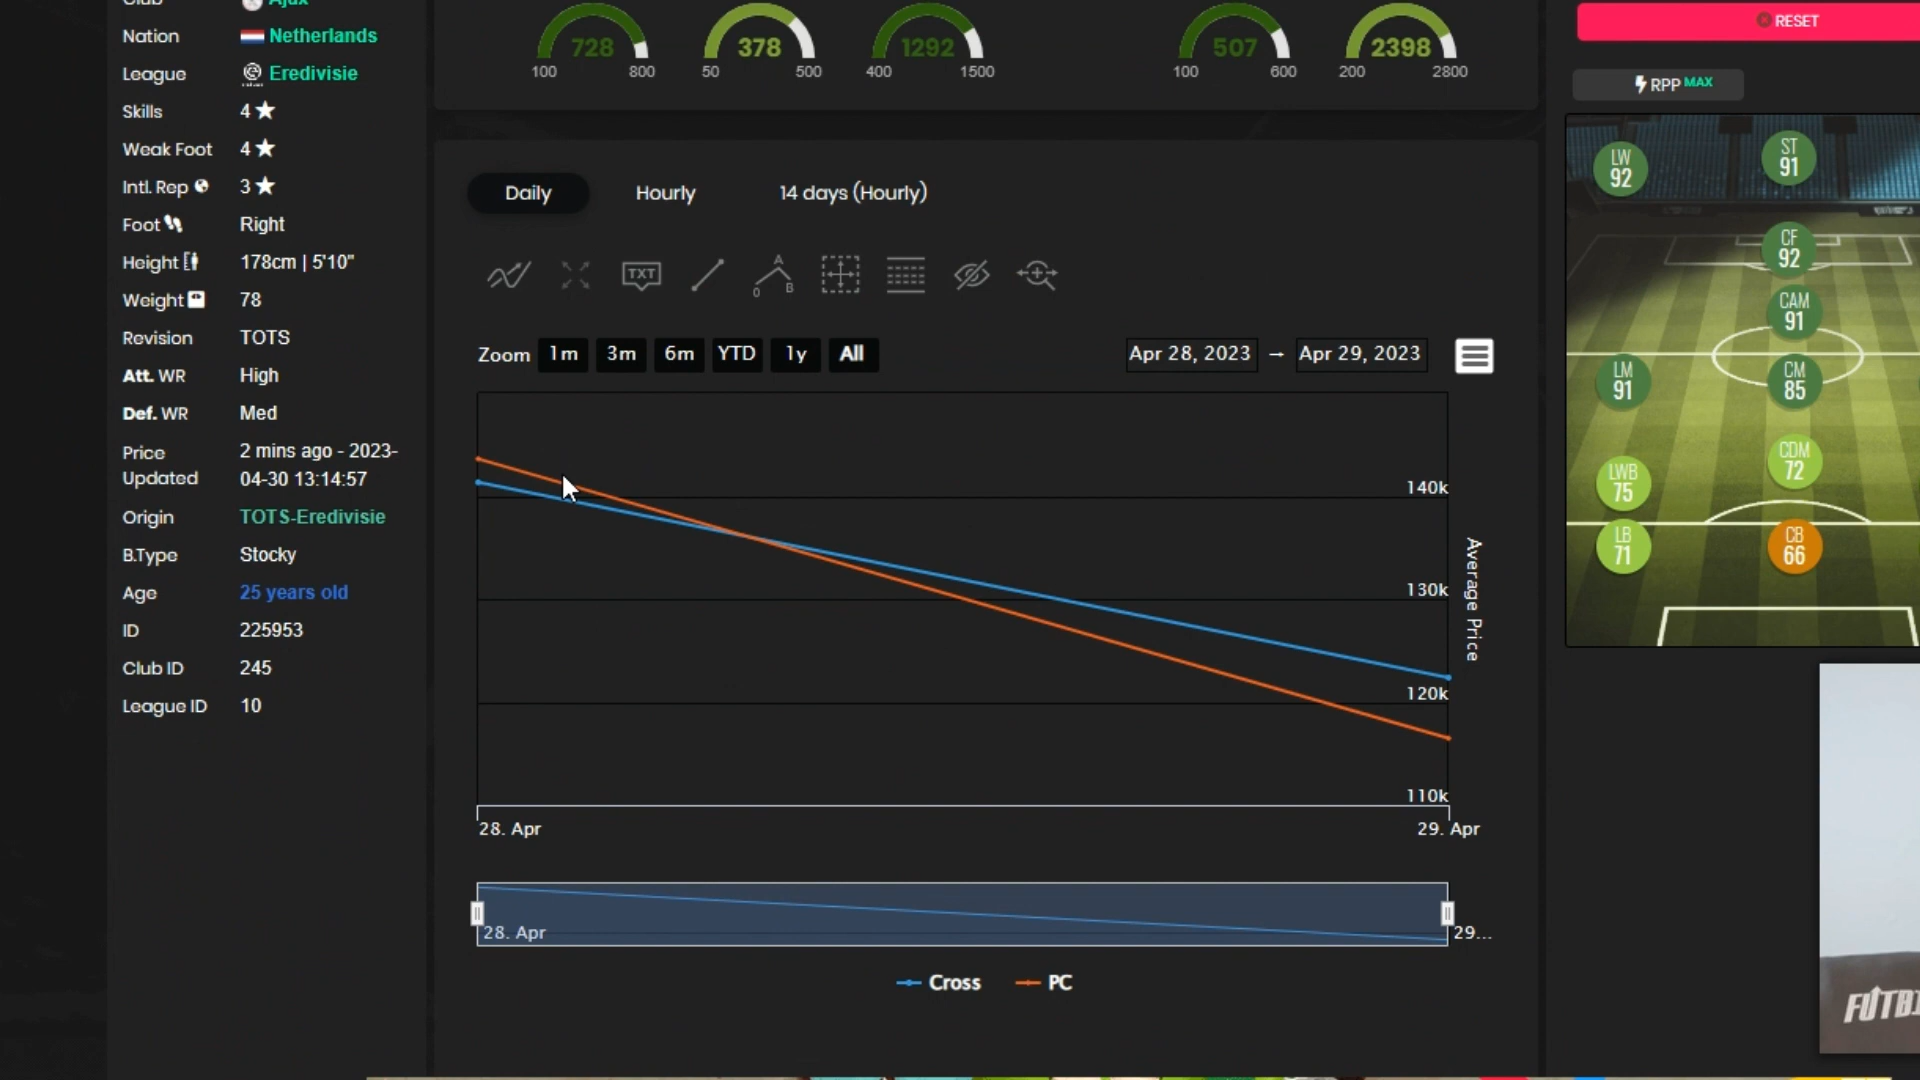 Club Ajax
Nation Netherlands
League Eredivisie
Skills 4
Weak Foot 4
Intl. Rep 3
Foot Right
Height 178cm | 5'10"
Weight 78
Revision TOTS
Att. WR High
Def. WR Med
Price Updated 2 mins ago - 2023-
04-30 13:14:57
Origin TOTS-Eredivisie
B.Type Stocky
Age 25 years old
ID 225953
Club ID 245
League ID 10
728 378 1292 507 2398
100 800 50 500 400 1500 100 600 200 2800
Daily Hourly 14 days (Hourly)
TXT A O B
Zoom 1m 3m 6m YTD 1y All Apr 28, 2023 → Apr 29, 2023
140k
130k
120k
110k
Average Price
28. Apr 29. Apr
28. Apr 29...
Cross PC
RESET
RPP MAX
LW 92
ST 91
CF 92
CAM 91
LM 91
CM 85
CDM 72
LWB 75
LB 71
CB 66